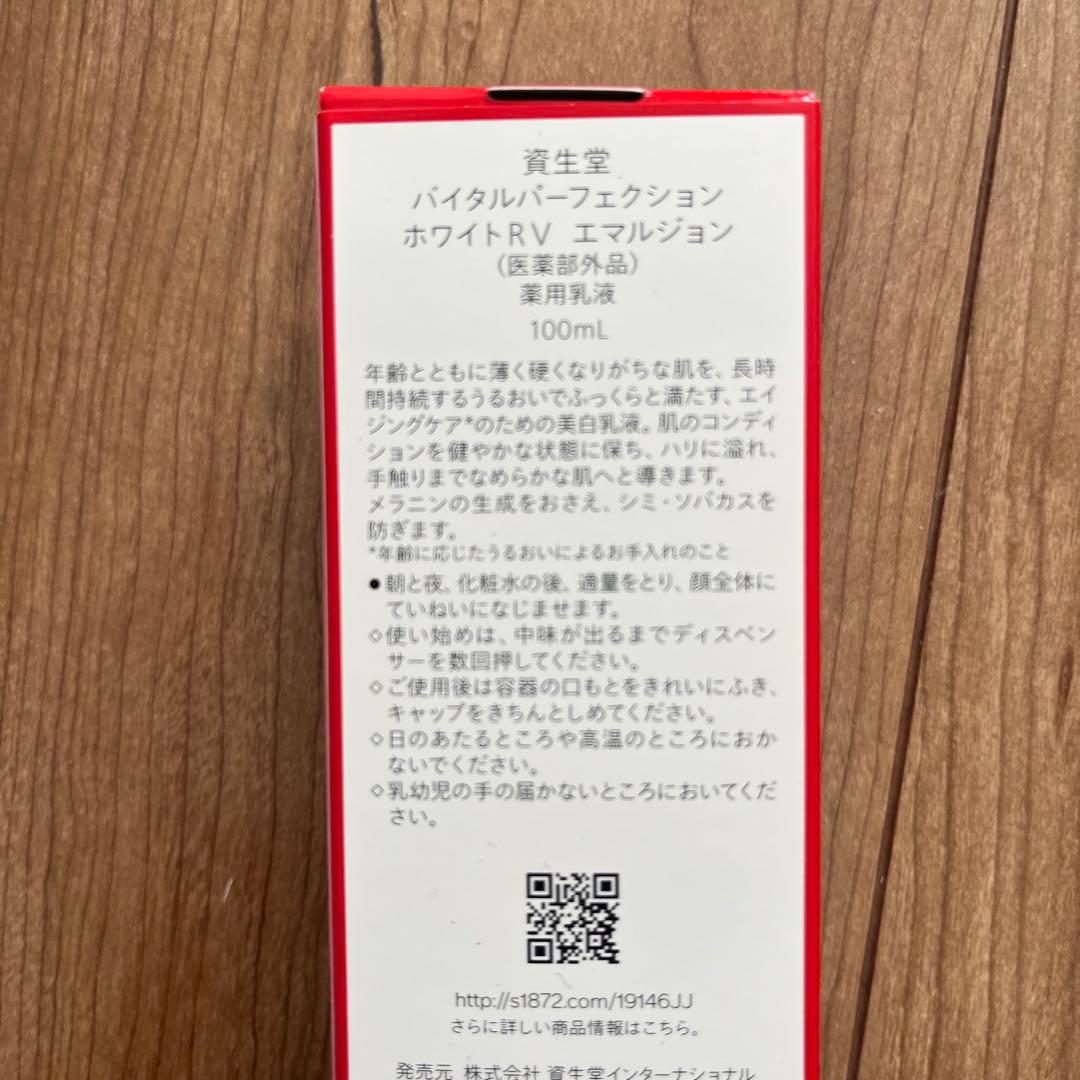 資生堂
バイタルパーフェクション
ホワイトRV エマルジョン
(医薬部外品)
薬用乳液
100mL
年齢とともに薄く硬くなりがちな肌を、長時
間持続するうるおいでふっくらと満たす、エイ
ジングケア*のための美白乳液。肌のコンディ
ションを健やかな状態に保ち、ハリに溢れ、
手触りまでなめらかな肌へと導きます。
メラニンの生成をおさえ、シミ・ソバカスを
防ぎます。
*年齢に応じたうるおいによるお手入れのこと
●朝と夜、化粧水の後、適量をとり、顔全体に
ていねいになじませます。
◇使い始めは、中味が出るまでディスペン
サーを数回押してください。
◇ご使用後は容器の口もとをきれいにふき、
キャップをきちんとしめてください。
◇日のあたるところや高温のところにおか
ないでください。
◇乳幼児の手の届かないところにおいてくだ
さい。
http://s1872.com/19146JJ
さらに詳しい商品情報はこちら。
発売元 株式会社 資生堂インターナショナル